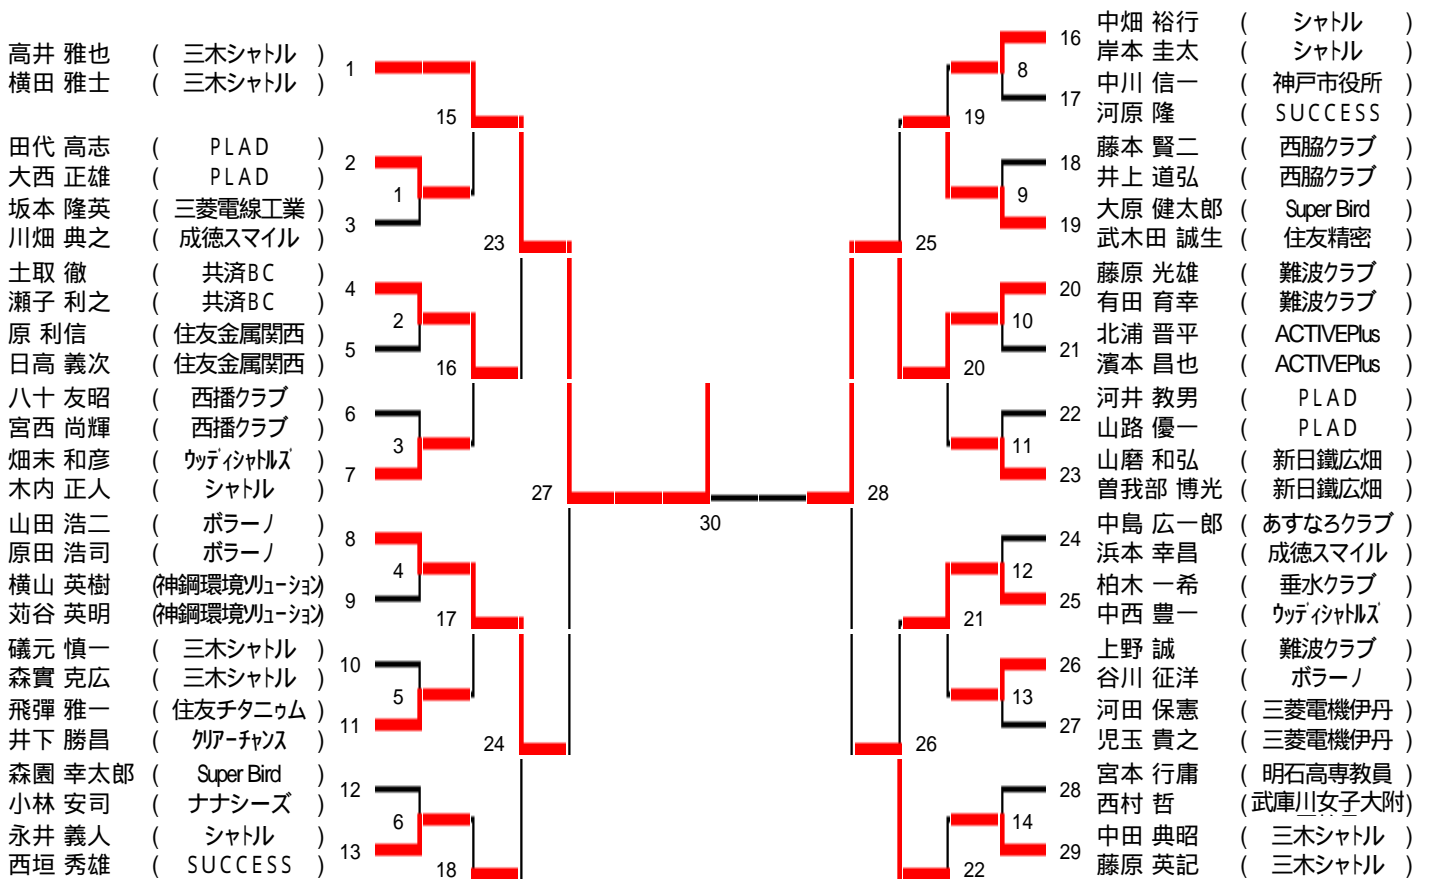 高井 雅也 ( 三木シャトル ) 1
横田 雅士 ( 三木シャトル )
田代 高志 ( PLAD ) 2
大西 正雄 ( PLAD )
坂本 隆英 ( 三菱電線工業 ) 3
川畑 典之 ( 成徳スマイル )
土取 徹 ( 共済BC ) 4
瀬子 利之 ( 共済BC )
原 利信 ( 住友金属関西 ) 5
日高 義次 ( 住友金属関西 )
八十 友昭 ( 西播クラブ ) 6
宮西 尚輝 ( 西播クラブ )
畑末 和彦 ( ウッディシャトルズ ) 7
木内 正人 ( シャトル )
山田 浩二 ( ボラーノ ) 8
原田 浩司 ( ボラーノ )
横山 英樹 (神鋼環境ソリューション) 9
苅谷 英明 (神鋼環境ソリューション)
礒元 慎一 ( 三木シャトル ) 10
森實 克広 ( 三木シャトル )
飛彈 雅一 ( 住友チタニゥム ) 11
井下 勝昌 ( クリアーチャンス )
森園 幸太郎 ( Super Bird ) 12
小林 安司 ( ナナシーズ )
永井 義人 ( シャトル ) 13
西垣 秀雄 ( SUCCESS )
1
2
3
4
5
6
15
16
17
18
23
24
27
30
28
25
26
19
20
21
22
8
9
10
11
12
13
14
中畑 裕行 ( シャトル )
16 岸本 圭太 ( シャトル )
中川 信一 ( 神戸市役所 )
17 河原 隆 ( SUCCESS )
18 藤本 賢二 ( 西脇クラブ )
井上 道弘 ( 西脇クラブ )
19 大原 健太郎 ( Super Bird )
武木田 誠生 ( 住友精密 )
20 藤原 光雄 ( 難波クラブ )
有田 育幸 ( 難波クラブ )
21 北浦 晋平 ( ACTIVEPlus )
濱本 昌也 ( ACTIVEPlus )
22 河井 教男 ( PLAD )
山路 優一 ( PLAD )
23 山磨 和弘 ( 新日鐵広畑 )
曽我部 博光 ( 新日鐵広畑 )
24 中島 広一郎 ( あすなろクラブ )
浜本 幸昌 ( 成徳スマイル )
25 柏木 一希 ( 垂水クラブ )
中西 豊一 ( ウッディシャトルズ )
26 上野 誠 ( 難波クラブ )
谷川 征洋 ( ボラーノ )
27 河田 保憲 ( 三菱電機伊丹 )
児玉 貴之 ( 三菱電機伊丹 )
28 宮本 行庸 ( 明石高専教員 )
西村 哲 (武庫川女子大附)
29 中田 典昭 ( 三木シャトル )
藤原 英記 ( 三木シャトル )